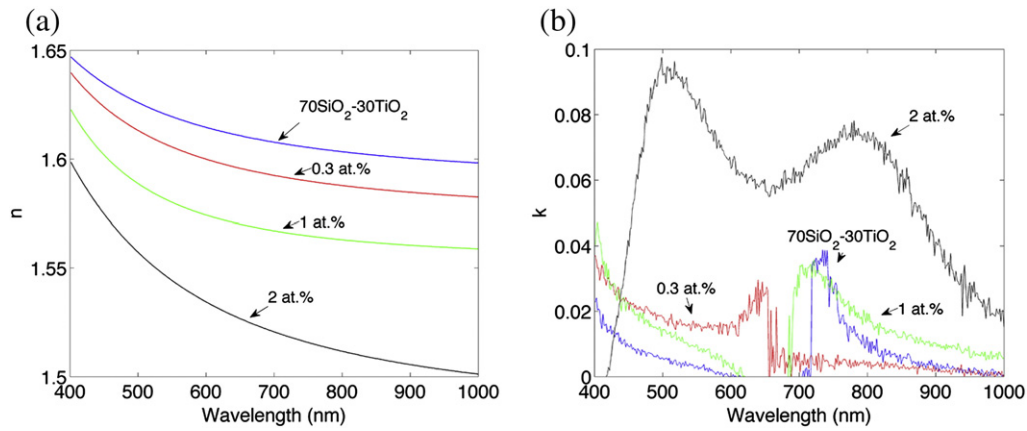 (a)
1.65
1.6
1.55
1.5
n
70SiO2-30TiO2
0.3 at.%
1 at.%
2 at.%
400 500 600 700 800 900 1000
Wavelength (nm)
(b)
0.1
0.08
0.06
0.04
0.02
0
k
2 at.%
70SiO2-30TiO2
0.3 at.%
1 at.%
400 500 600 700 800 900 1000
Wavelength (nm)